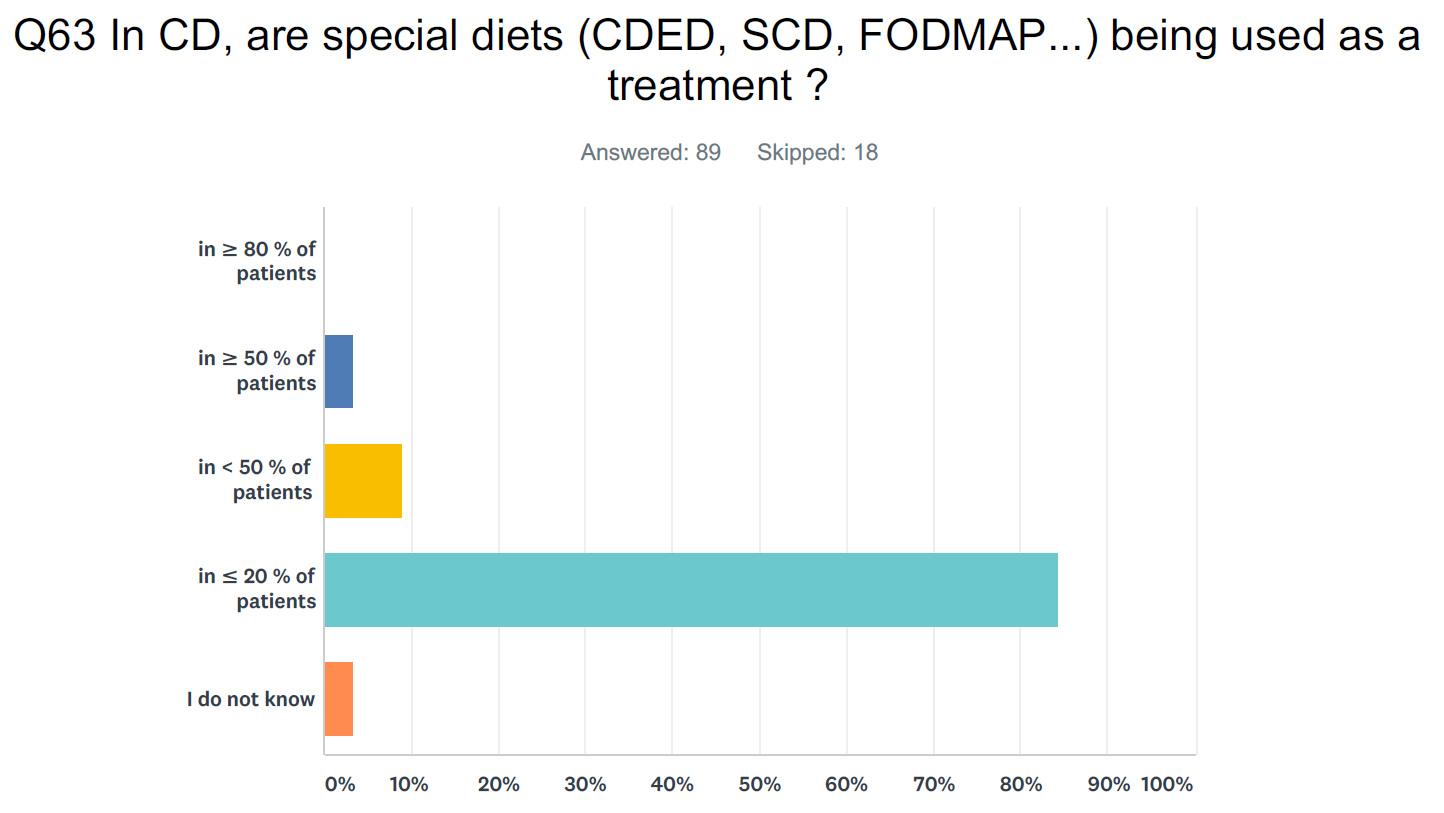 Q63 In CD, are special diets (CDED, SCD, FODMAP...) being used as a
treatment ?
Answered: 89 Skipped: 18
in ≥ 80 % of
patients
in ≥ 50 % of
patients
in < 50 % of
patients
in ≤ 20 % of
patients
I do not know
0% 10% 20% 30% 40% 50% 60% 70% 80% 90% 100%